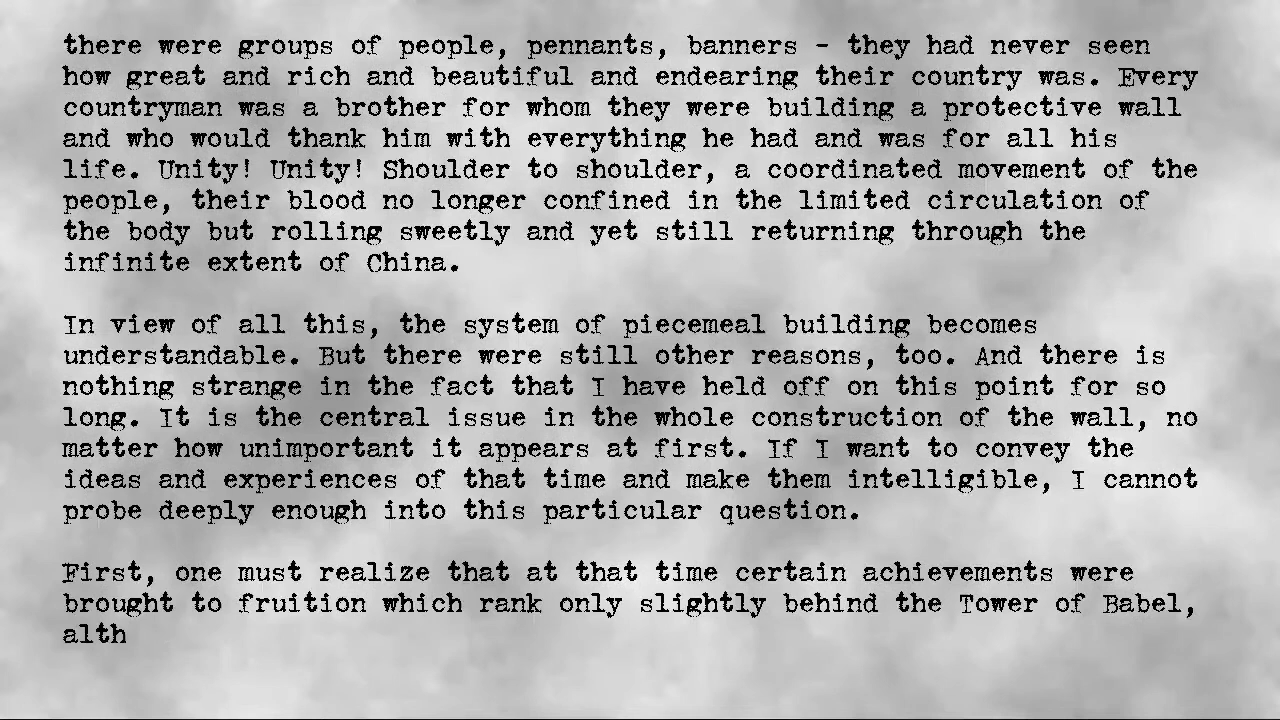 there were groups of people, pennants, banners - they had never seen
how great and rich and beautiful and endearing their country was. Every
countryman was a brother for whom they were building a protective wall
and who would thank him with everything he had and was for all his
life. Unity! Unity! Shoulder to shoulder, a coordinated movement of the
people, their blood no longer confined in the limited circulation of
the body but rolling sweetly and yet still returning through the
infinite extent of China.

In view of all this, the system of piecemeal building becomes
understandable. But there were still other reasons, too. And there is
nothing strange in the fact that I have held off on this point for so
long. It is the central issue in the whole construction of the wall, no
matter how unimportant it appears at first. If I want to convey the
ideas and experiences of that time and make them intelligible, I cannot
probe deeply enough into this particular question.

First, one must realize that at that time certain achievements were
brought to fruition which rank only slightly behind the Tower of Babel,
alth